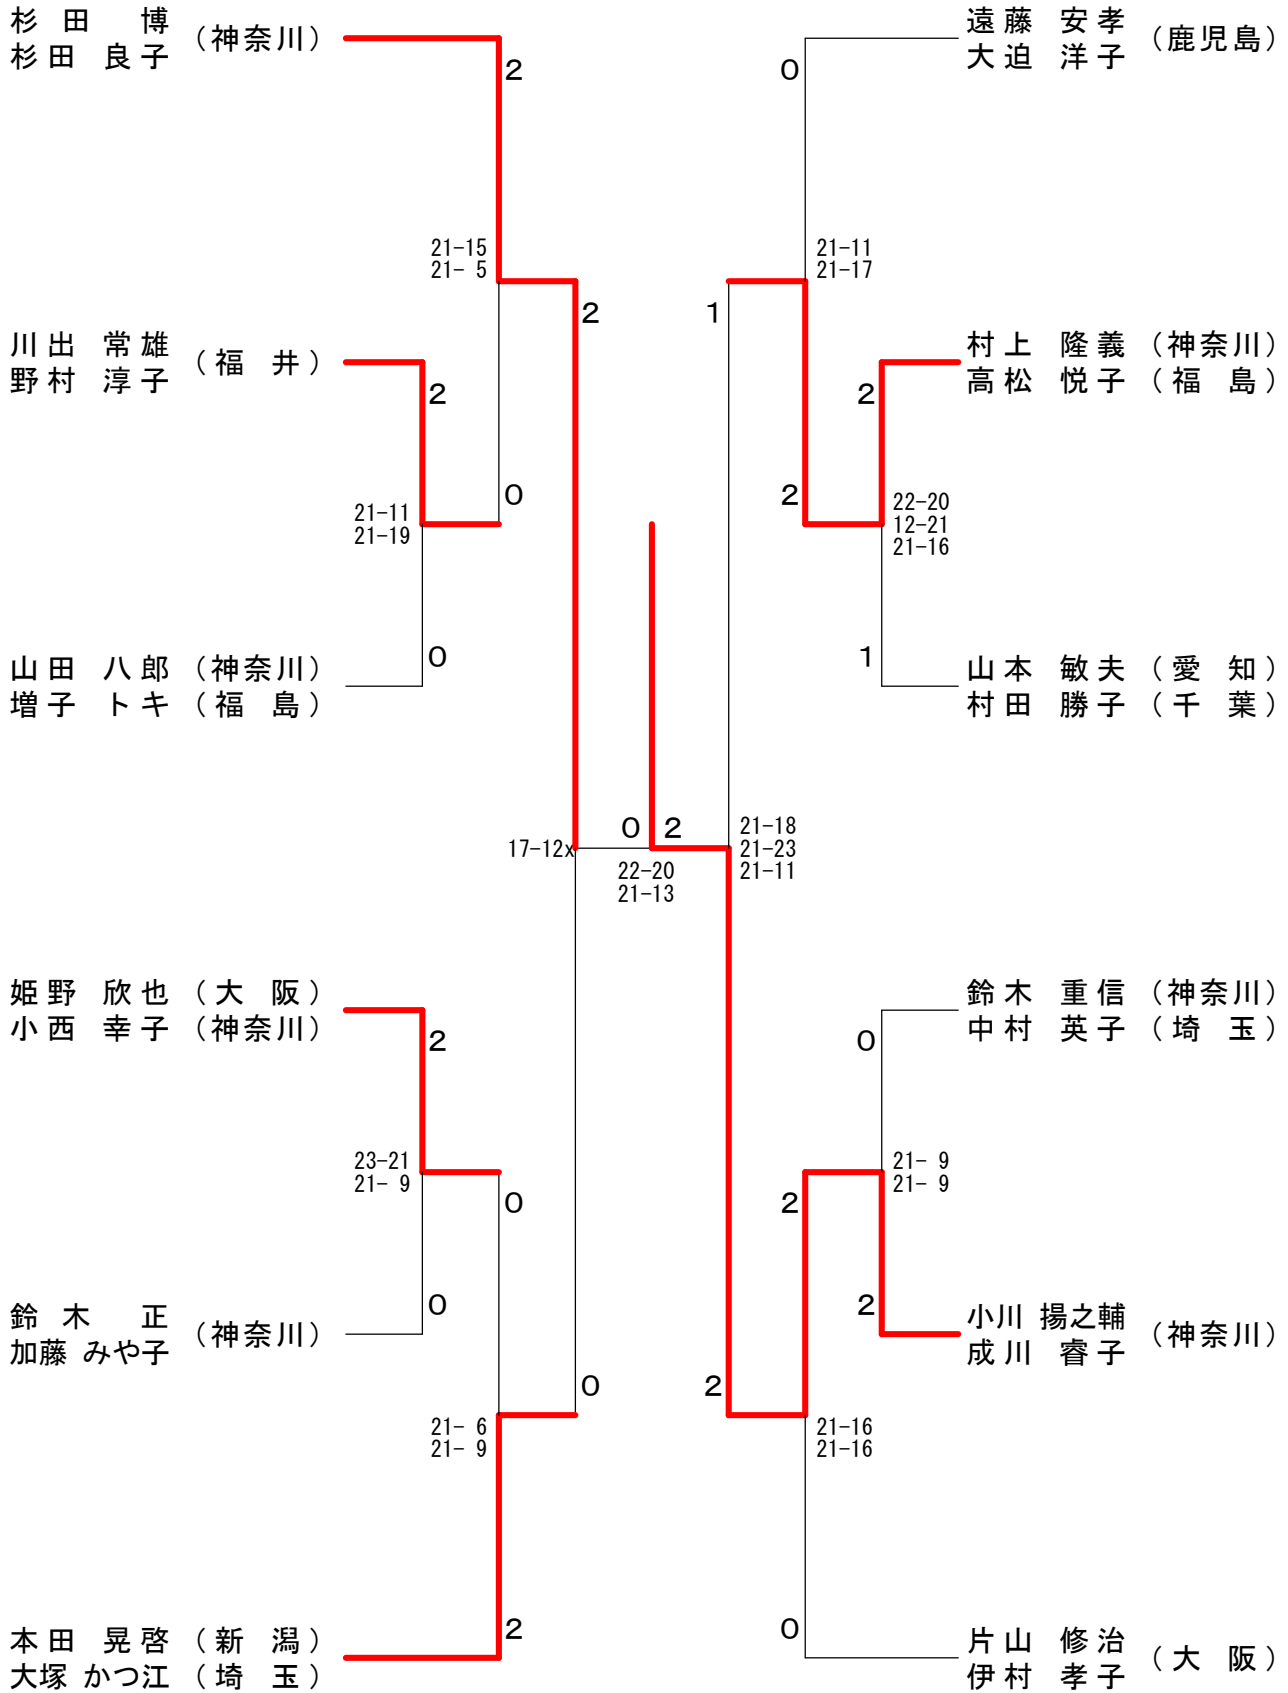 杉田 博
杉田 良子 (神奈川)
2
21-15
21- 5
2
川出 常雄
野村 淳子 (福 井)
2
0
21-11
21-19
0
山田 八郎 (神奈川)
増子 トキ (福 島)
17-12x
姫野 欣也 (大 阪)
小西 幸子 (神奈川)
2
23-21
21- 9
0
0
鈴木 正
加藤 みや子 (神奈川)
0
21- 6
21- 9
2
本田 晃啓 (新 潟)
大塚 かつ江 (埼 玉)
0 2
22-20
21-13
遠藤 安孝
大迫 洋子 (鹿児島)
0
21-11
21-17
1
村上 隆義 (神奈川)
高松 悦子 (福 島)
2
2
22-20
12-21
21-16
1
山本 敏夫 (愛 知)
村田 勝子 (千 葉)
21-18
21-23
21-11
鈴木 重信 (神奈川)
中村 英子 (埼 玉)
0
21- 9
21- 9
2
2
小川 揚之輔
成川 睿子 (神奈川)
2
21-16
21-16
0
片山 修治
伊村 孝子 (大 阪)